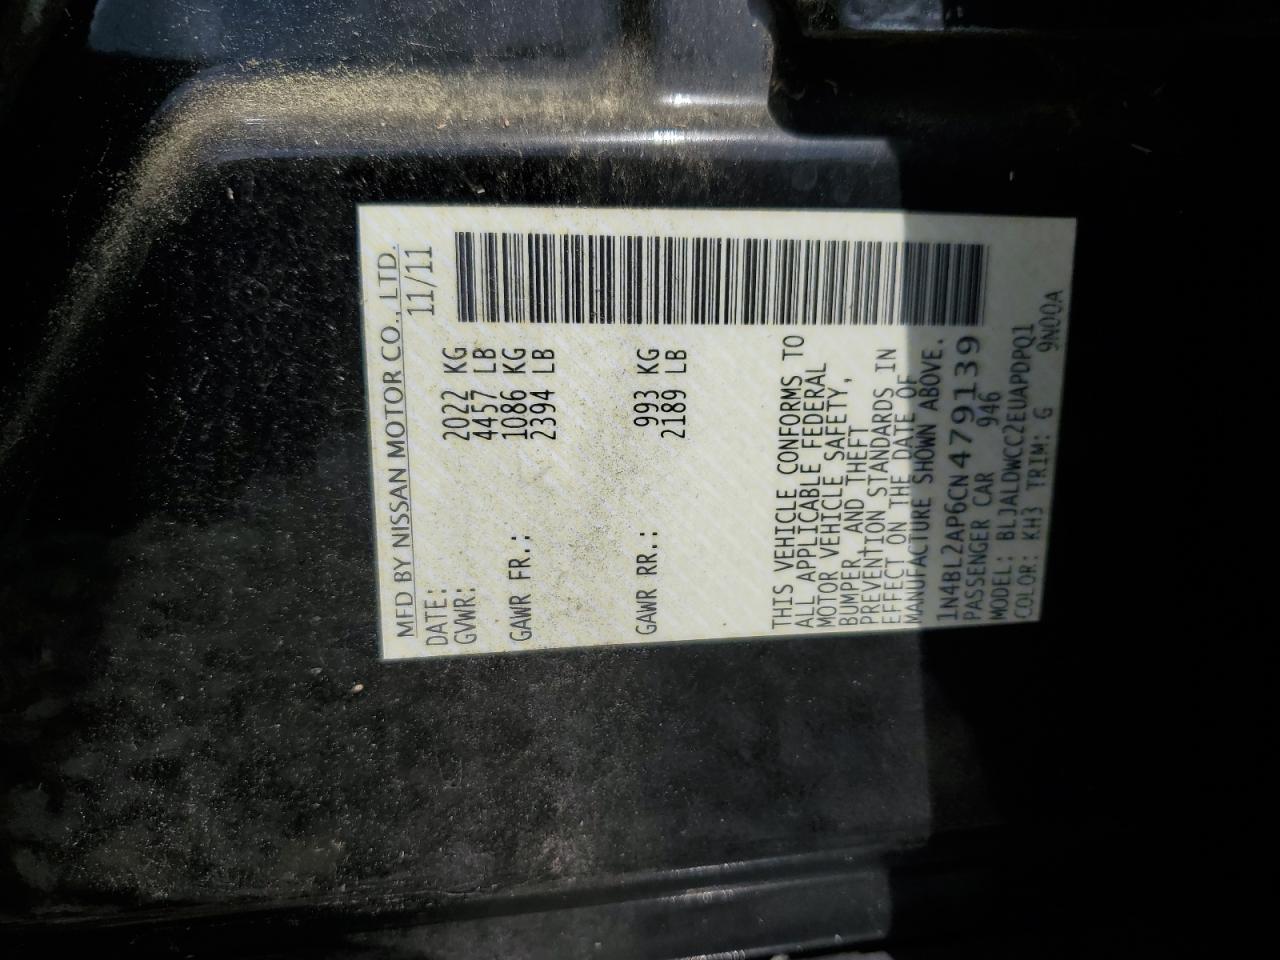 MFD BY NISSAN MOTOR CO., LTD.
DATE: 11/11
GVWR: 2022 KG
4457 LB
GAWR FR.: 1086 KG
2394 LB
GAWR RR.: 993 KG
2189 LB
THIS VEHICLE CONFORMS TO
ALL APPLICABLE FEDERAL
MOTOR VEHICLE SAFETY,
BUMPER AND THEFT
PREVENTION STANDARDS IN
EFFECT ON THE DATE OF
MANUFACTURE SHOWN ABOVE.
1N4BL2AP6CN479139
PASSENGER CAR 946
MODEL: BLJALDWCC2EUAPDPQ1
COLOR: KH3 TRIM: G 9N00A